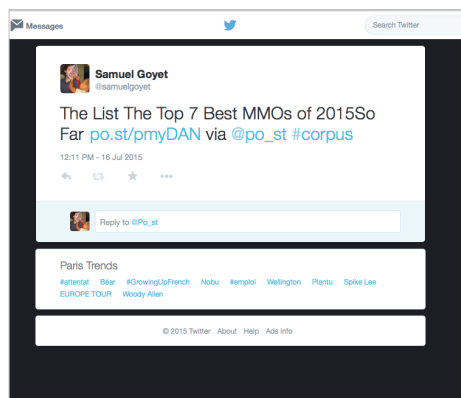 Messages
Search Twitter
Samuel Goyet
@samuelgoyet
The List The Top 7 Best MMOs of 2015So
Far po.st/pmyDAN via @po_st #corpus
12:11 PM - 16 Jul 2015
Reply to @Po_st
Paris Trends
#attentat Béar #GrowingUpFrench Nobu #emploi Wellington Plantu Spike Lee
EUROPE TOUR Woody Allen
© 2015 Twitter About Help Ads info